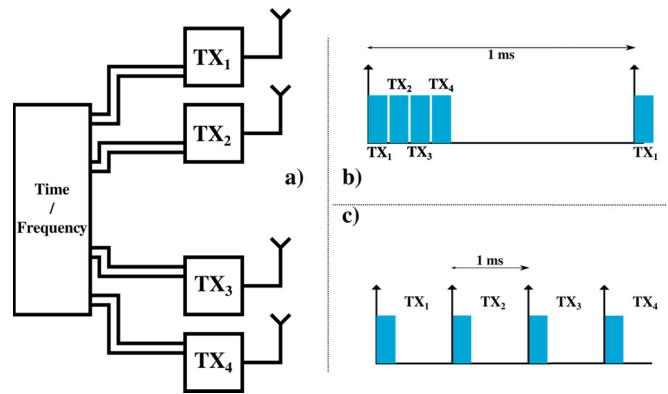 TX₁
TX₂
Time
/
Frequency
TX₃
TX₄
a)
1 ms
TX₂ TX₄
TX₁ TX₃ TX₁
b)
c)
1 ms
TX₁ TX₂ TX₃ TX₄